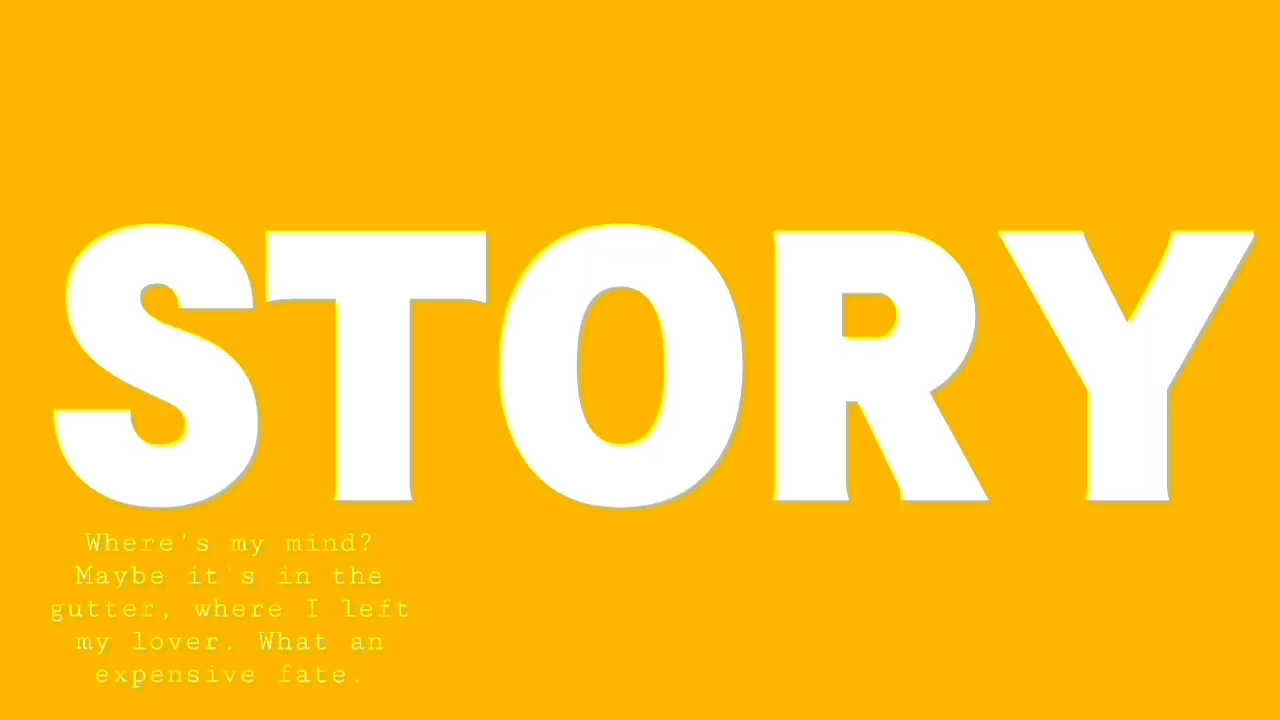 STORY
Where's my mind?
Maybe it's in the
gutter, where I left
my lover. What an
expensive fate.